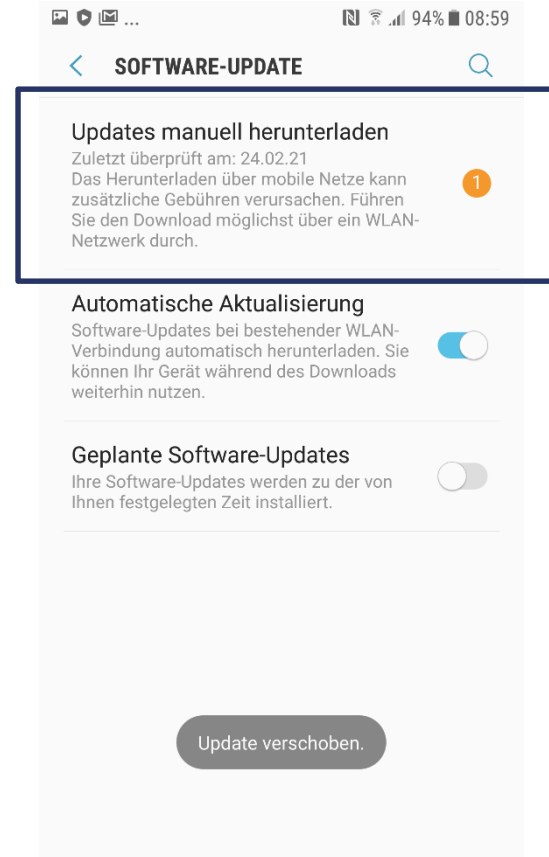 ... 94% 08:59
SOFTWARE-UPDATE
Updates manuell herunterladen
Zuletzt überprüft am: 24.02.21
Das Herunterladen über mobile Netze kann
zusätzliche Gebühren verursachen. Führen
Sie den Download möglichst über ein WLAN-
Netzwerk durch.
1
Automatische Aktualisierung
Software-Updates bei bestehender WLAN-
Verbindung automatisch herunterladen. Sie
können Ihr Gerät während des Downloads
weiterhin nutzen.
Geplante Software-Updates
Ihre Software-Updates werden zu der von
Ihnen festgelegten Zeit installiert.
Update verschoben.